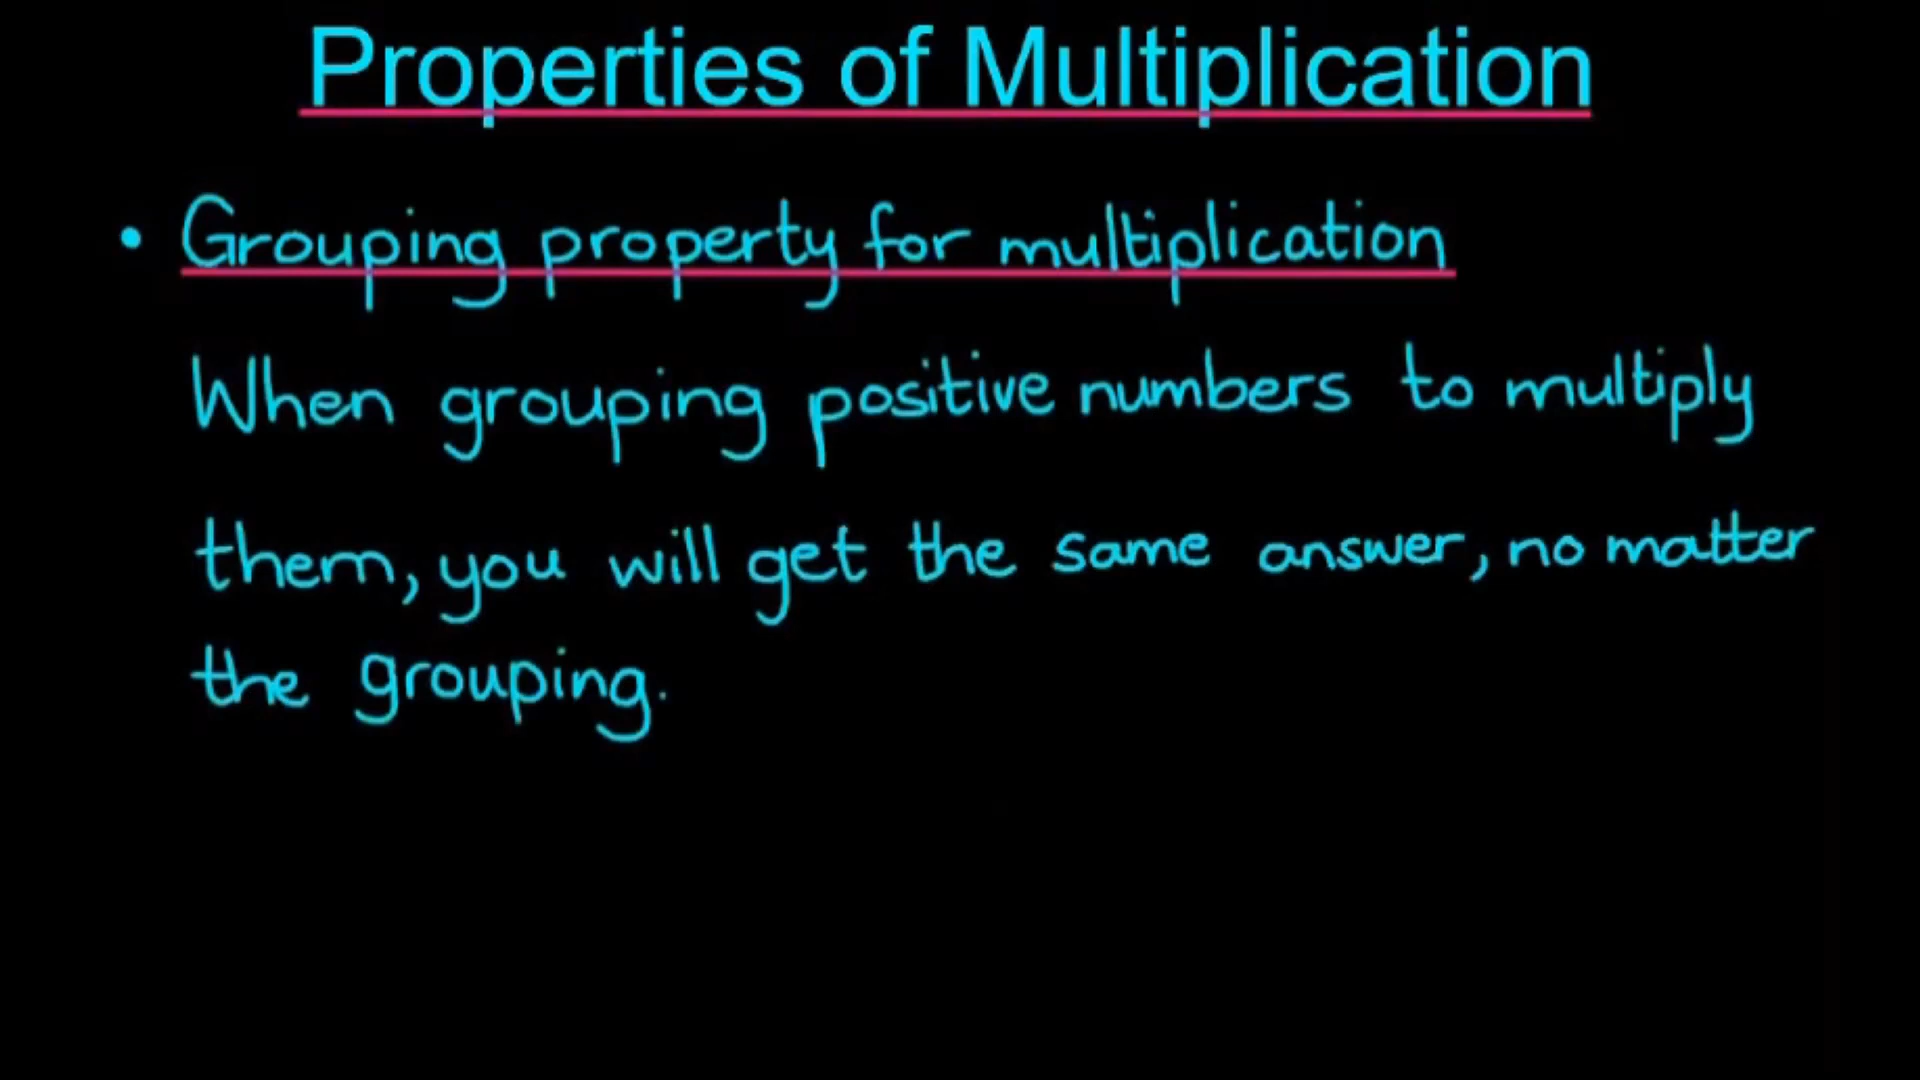 Properties of Multiplication
• Grouping property for multiplication
When grouping positive numbers to multiply
them, you will get the same answer, no matter
the grouping.